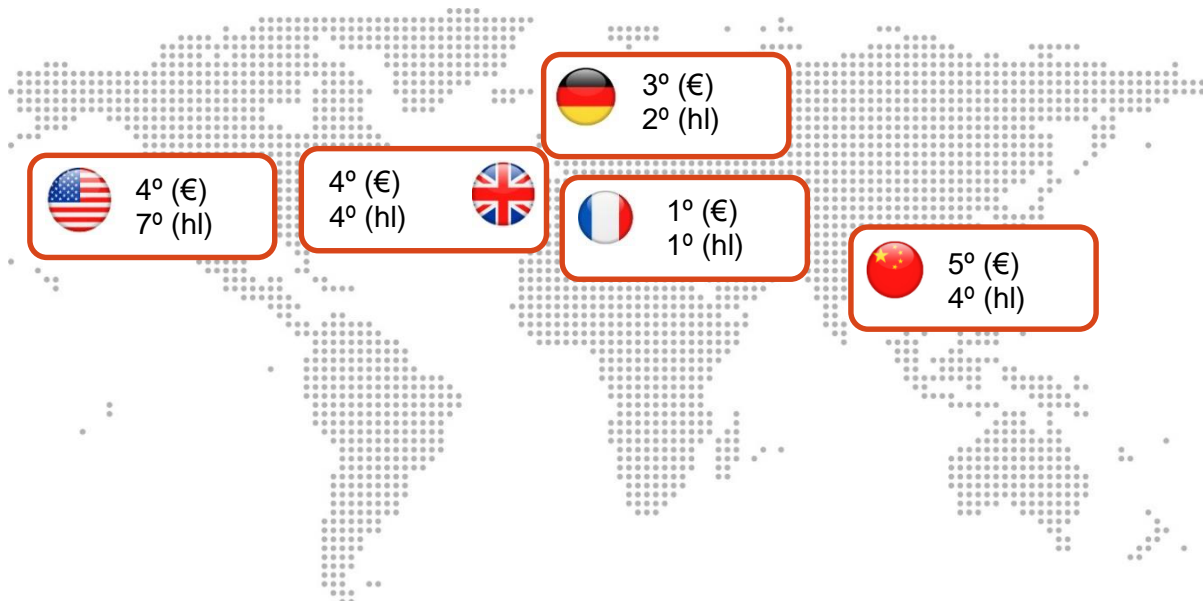 3º (€)
2º (hl)
4º (€)
7º (hl)
4º (€)
4º (hl)
1º (€)
1º (hl)
5º (€)
4º (hl)